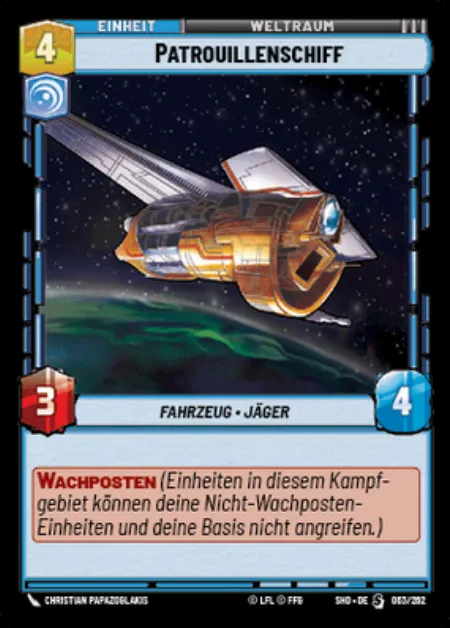 EINHEIT
WELTRAUM
4
PATROUILLENSCHIFF
3
FAHRZEUG • JÄGER
4
WACHPOSTEN (Einheiten in diesem Kampf-
gebiet können deine Nicht-Wachposten-
Einheiten und deine Basis nicht angreifen.)
CHRISTIAN PAPAZOGLAKIS
© LFL © FFG
SHD • DE
063/262